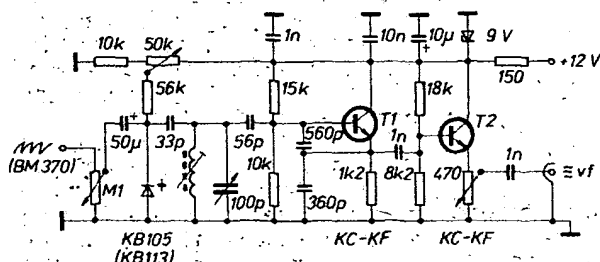 10k
50k
1n
10n
10µ
9 V
+
+12 V
150
56k
15k
18k
T1
T2
50µ
+
33p
56p
560p
1n
1n
(BM 370)
M1
+
100p
10k
360p
1k2
8k2
470
vf
KB105
(KB113)
KC-KF
KC-KF